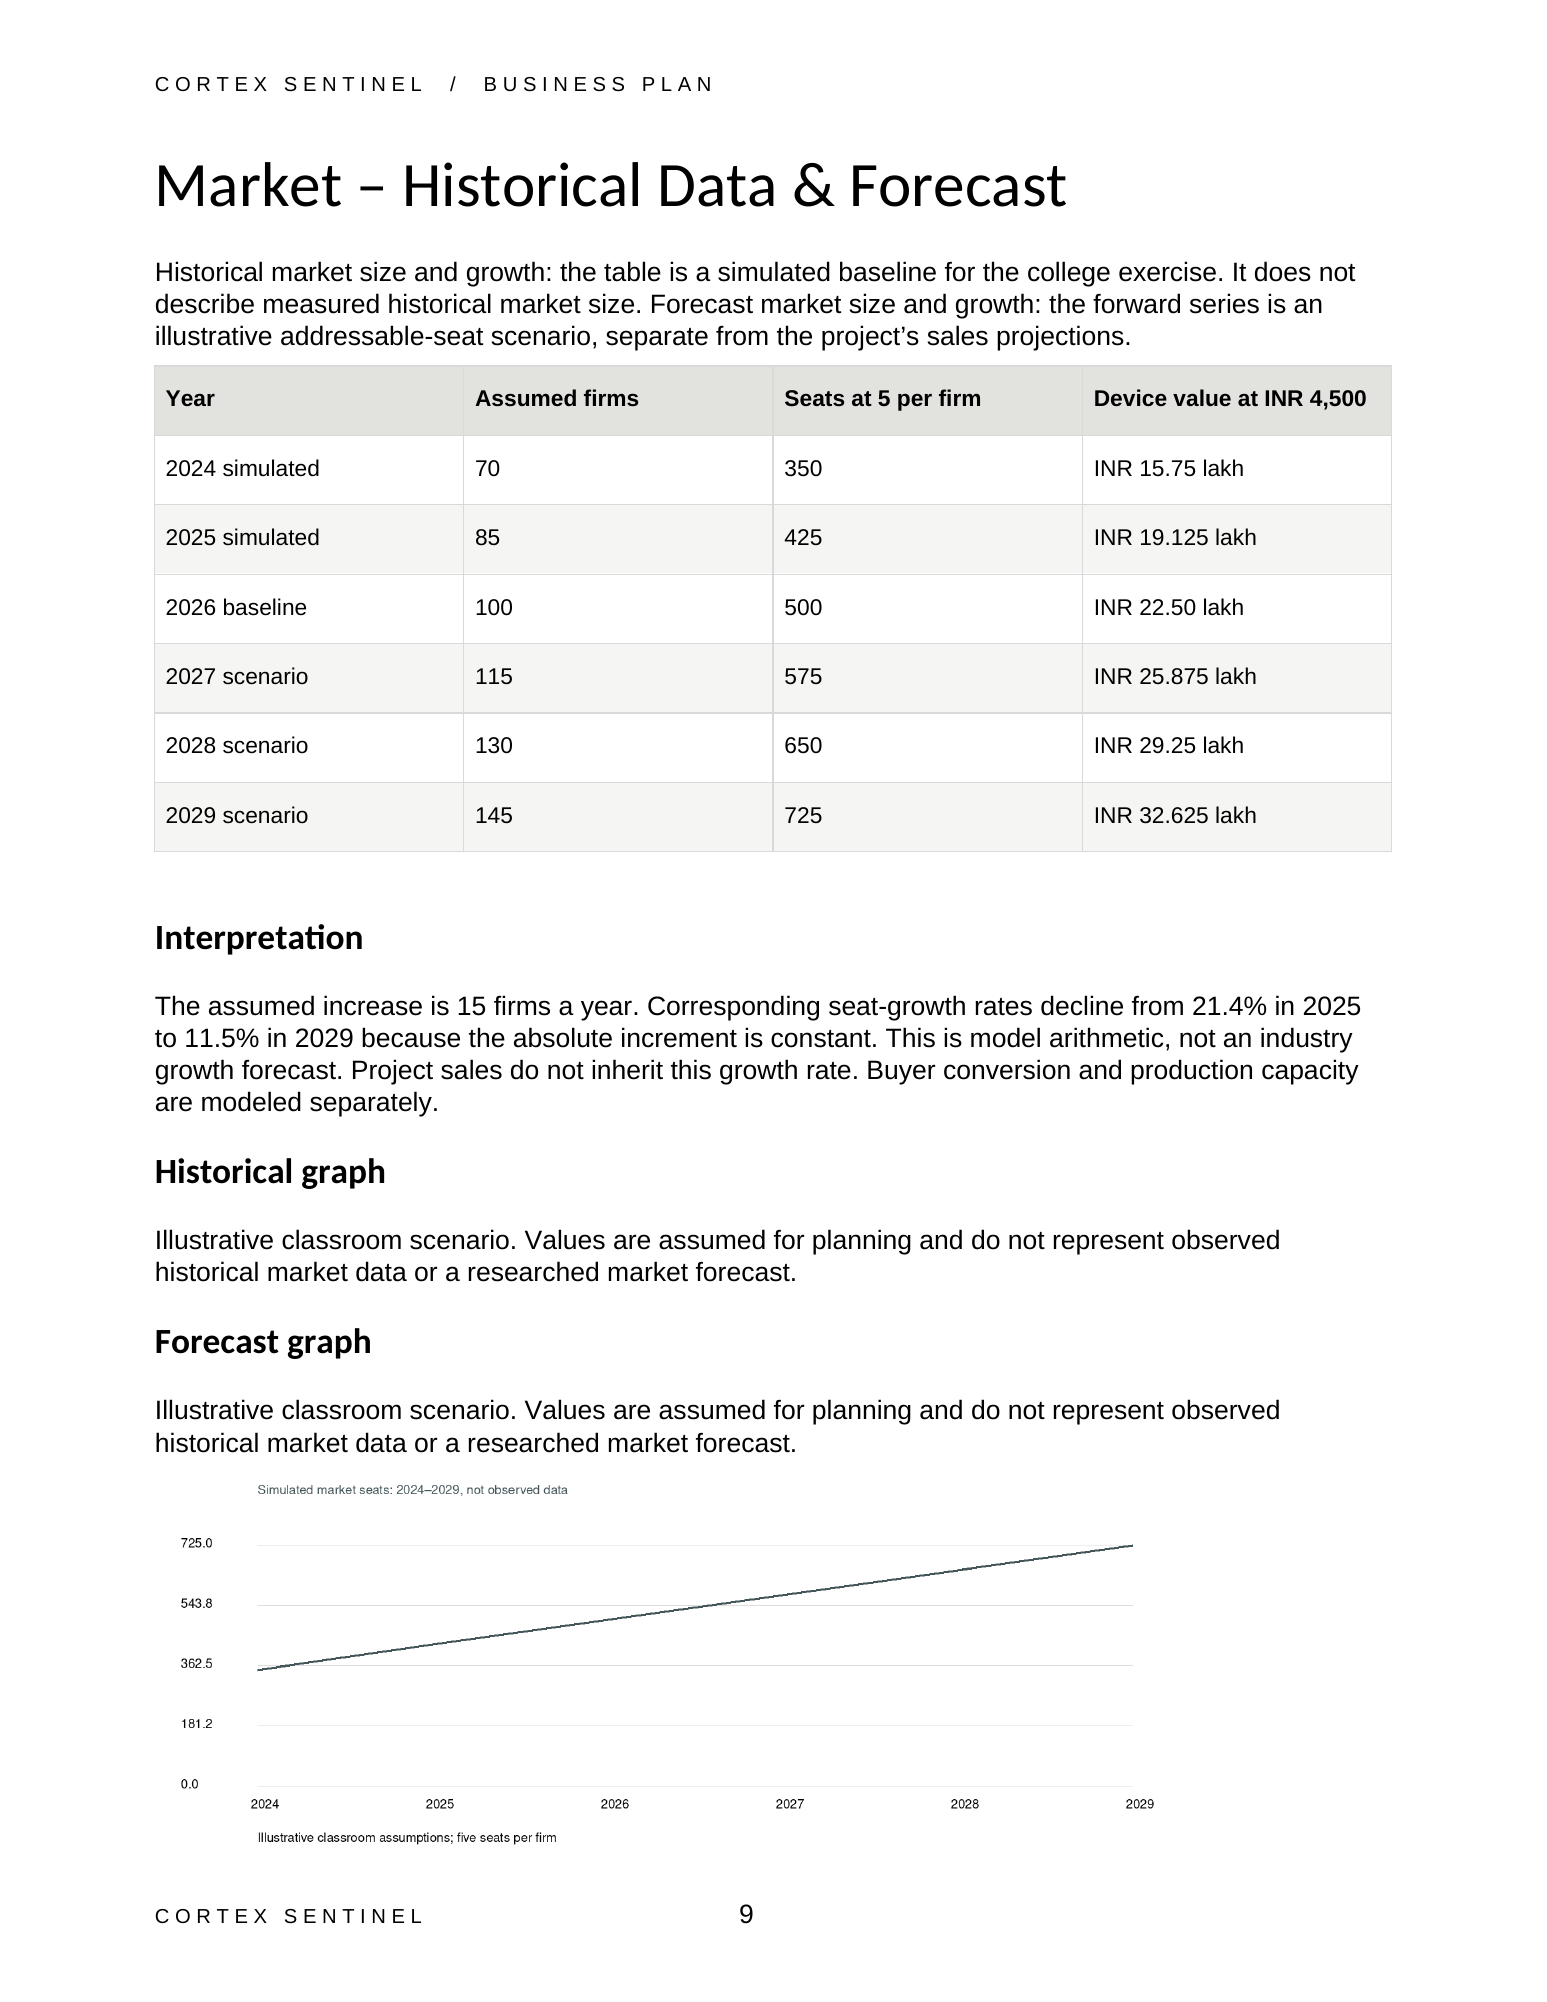 CORTEX SENTINEL / BUSINESS PLAN
Market – Historical Data & Forecast
Historical market size and growth: the table is a simulated baseline for the college exercise. It does not
describe measured historical market size. Forecast market size and growth: the forward series is an
illustrative addressable-seat scenario, separate from the project’s sales projections.
Year Assumed firms Seats at 5 per firm Device value at INR 4,500
2024 simulated 70 350 INR 15.75 lakh
2025 simulated 85 425 INR 19.125 lakh
2026 baseline 100 500 INR 22.50 lakh
2027 scenario 115 575 INR 25.875 lakh
2028 scenario 130 650 INR 29.25 lakh
2029 scenario 145 725 INR 32.625 lakh
Interpretation
The assumed increase is 15 firms a year. Corresponding seat-growth rates decline from 21.4% in 2025
to 11.5% in 2029 because the absolute increment is constant. This is model arithmetic, not an industry
growth forecast. Project sales do not inherit this growth rate. Buyer conversion and production capacity
are modeled separately.
Historical graph
Illustrative classroom scenario. Values are assumed for planning and do not represent observed
historical market data or a researched market forecast.
Forecast graph
Illustrative classroom scenario. Values are assumed for planning and do not represent observed
historical market data or a researched market forecast.
Simulated market seats: 2024–2029, not observed data
725.0
543.8
362.5
181.2
0.0
2024 2025 2026 2027 2028 2029
Illustrative classroom assumptions; five seats per firm
CORTEX SENTINEL 9